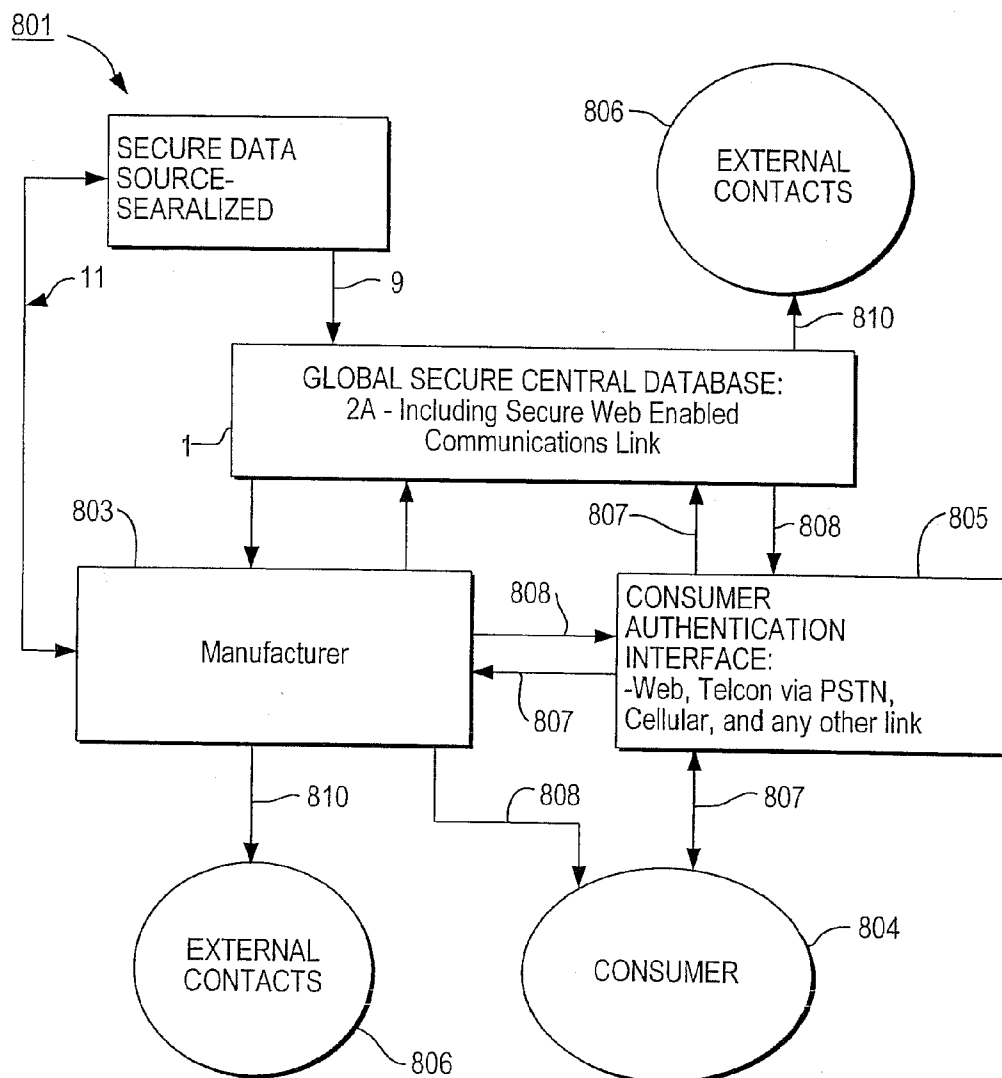 801
SECURE DATA
SOURCE-
SEARALIZED
806
EXTERNAL
CONTACTS
11
9
810
GLOBAL SECURE CENTRAL DATABASE:
2A - Including Secure Web Enabled
Communications Link
1
803
807
808
805
Manufacturer
808
807
CONSUMER
AUTHENTICATION
INTERFACE:
-Web, Telcon via PSTN,
Cellular, and any other link
810
808
807
EXTERNAL
CONTACTS
806
CONSUMER
804